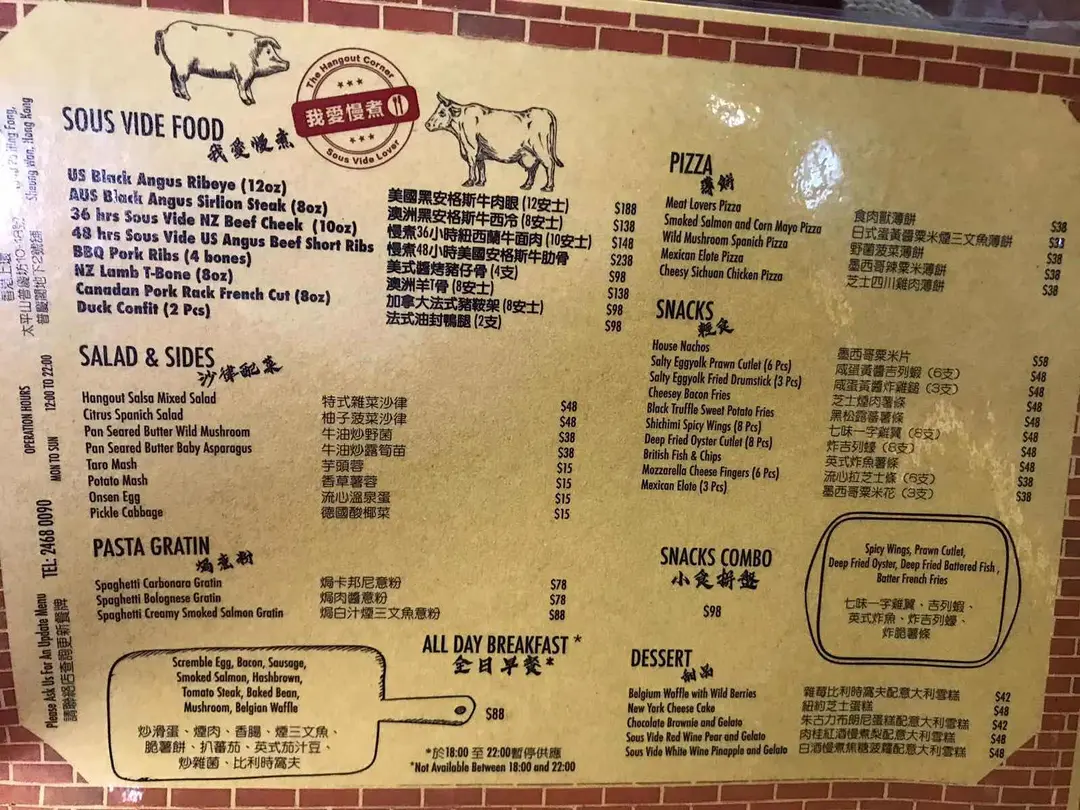 The Hangout Corner
我愛慢煮
Sous Vide Lover
SOUS VIDE FOOD
我愛慢煮
US Black Angus Ribeye (12oz) 美國黑安格斯牛肉眼 (12安士) $188
AUS Black Angus Sirlion Steak (8oz) 澳洲黑安格斯牛西冷 (8安士) $138
36 hrs Sous Vide NZ Beef Cheek (10oz) 慢煮36小時紐西蘭牛面肉 (10安士) $148
48 hrs Sous Vide US Angus Beef Short Ribs 慢煮48小時美國安格斯牛肋骨 $238
BBQ Pork Ribs (4 bones) 美式醬烤豬仔骨 (4支) $98
NZ Lamb T-Bone (8oz) 澳洲羊T骨 (8安士) $138
Canadian Pork Rack French Cut (8oz) 加拿大法式豬鞍架 (8安士) $98
Duck Confit (2 Pcs) 法式油封鴨腿 (2支) $98
SALAD & SIDES
沙律配菜
Hangout Salsa Mixed Salad 特式雜菜沙律 $48
Citrus Spanich Salad 柚子菠菜沙律 $48
Pan Seared Butter Wild Mushroom 牛油炒野菌 $38
Pan Seared Butter Baby Asparagus 牛油炒露筍苗 $38
Taro Mash 芋頭蓉 $15
Potato Mash 香草薯蓉 $15
Onsen Egg 流心溫泉蛋 $15
Pickle Cabbage 德國酸椰菜 $15
PASTA GRATIN
焗意粉
Spaghetti Carbonara Gratin 焗卡邦尼意粉 $78
Spaghetti Bolognese Gratin 焗肉醬意粉 $78
Spaghetti Creamy Smoked Salmon Gratin 焗白汁煙三文魚意粉 $88
ALL DAY BREAKFAST *
全日早餐*
Scremble Egg, Bacon, Sausage,
Smoked Salmon, Hashbrown,
Tomato Steak, Baked Bean,
Mushroom, Belgian Waffle
炒滑蛋、煙肉、香腸、煙三文魚、
脆薯餅、扒蕃茄、英式茄汁豆、
炒雜菌、比利時窩夫
$88
*於18:00 至 22:00暫停供應
*Not Available Between 18:00 and 22:00
PIZZA
薄餅
Meat Lovers Pizza 食肉獸薄餅 $38
Smoked Salmon and Corn Mayo Pizza 日式蛋黃醬粟米煙三文魚薄餅 $38
Wild Mushroom Spanich Pizza 野菌菠菜薄餅 $38
Mexican Elote Pizza 墨西哥辣粟米薄餅 $38
Cheesy Sichuan Chicken Pizza 芝士四川雞肉薄餅 $38
SNACKS
輕食
House Nachos 墨西哥粟米片 $58
Salty Eggyolk Prawn Cutlet (6 Pcs) 咸蛋黃醬吉列蝦 (6支) $48
Salty Eggyolk Fried Drumstick (3 Pcs) 咸蛋黃醬炸雞鎚 (3支) $48
Cheesey Bacon Fries 芝士煙肉薯條 $48
Black Truffle Sweet Potato Fries 黑松露蕃薯條 $48
Shichimi Spicy Wings (8 Pcs) 七味一字雞翼 (8支) $48
Deep Fried Oyster Cutlet (8 Pcs) 炸吉列蠔 (8支) $48
British Fish & Chips 英式炸魚薯條 $48
Mozzarella Cheese Fingers (6 Pcs) 流心拉芝士條 (6支) $38
Mexican Elote (3 Pcs) 墨西哥粟米花 (3支) $38
SNACKS COMBO
小食拼盤
$98
Spicy Wings, Prawn Cutlet,
Deep Fried Oyster, Deep Fried Battered Fish ,
Batter French Fries
七味一字雞翼、吉列蝦、
英式炸魚、炸吉列蠔、
炸脆薯條
DESSERT
甜品
Belgium Waffle with Wild Berries 雜莓比利時窩夫配意大利雪糕 $42
New York Cheese Cake 紐約芝士蛋糕 $48
Chocolate Brownie and Gelato 朱古力布朗尼蛋糕配意大利雪糕 $42
Sous Vide Red Wine Pear and Gelato 肉桂紅酒慢煮梨配意大利雪糕 $48
Sous Vide White Wine Pineapple and Gelato 白酒慢煮焦糖菠蘿配意大利雪糕 $48
Please Ask Us For An Update Menu TEL: 2468 0090
請聯絡店查詢更新餐牌
OPERATION HOURS
MON TO SUN 12:00 TO 22:00
Sheung Wan, Hong Kong